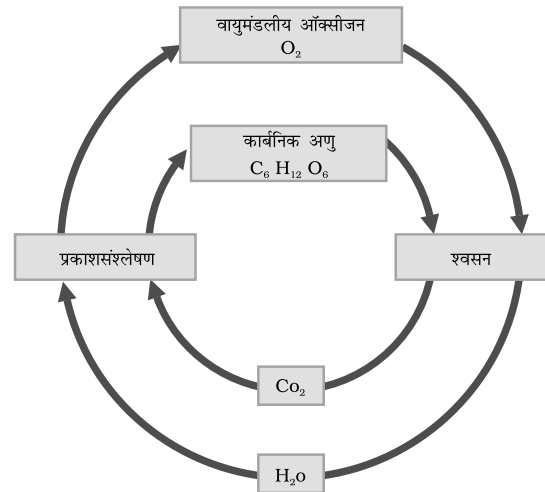 वायुमंडलीय ऑक्सीजन
O₂
कार्बनिक अणु
C₆ H₁₂ O₆
प्रकाशसंश्लेषण
श्वसन
Co₂
H₂o